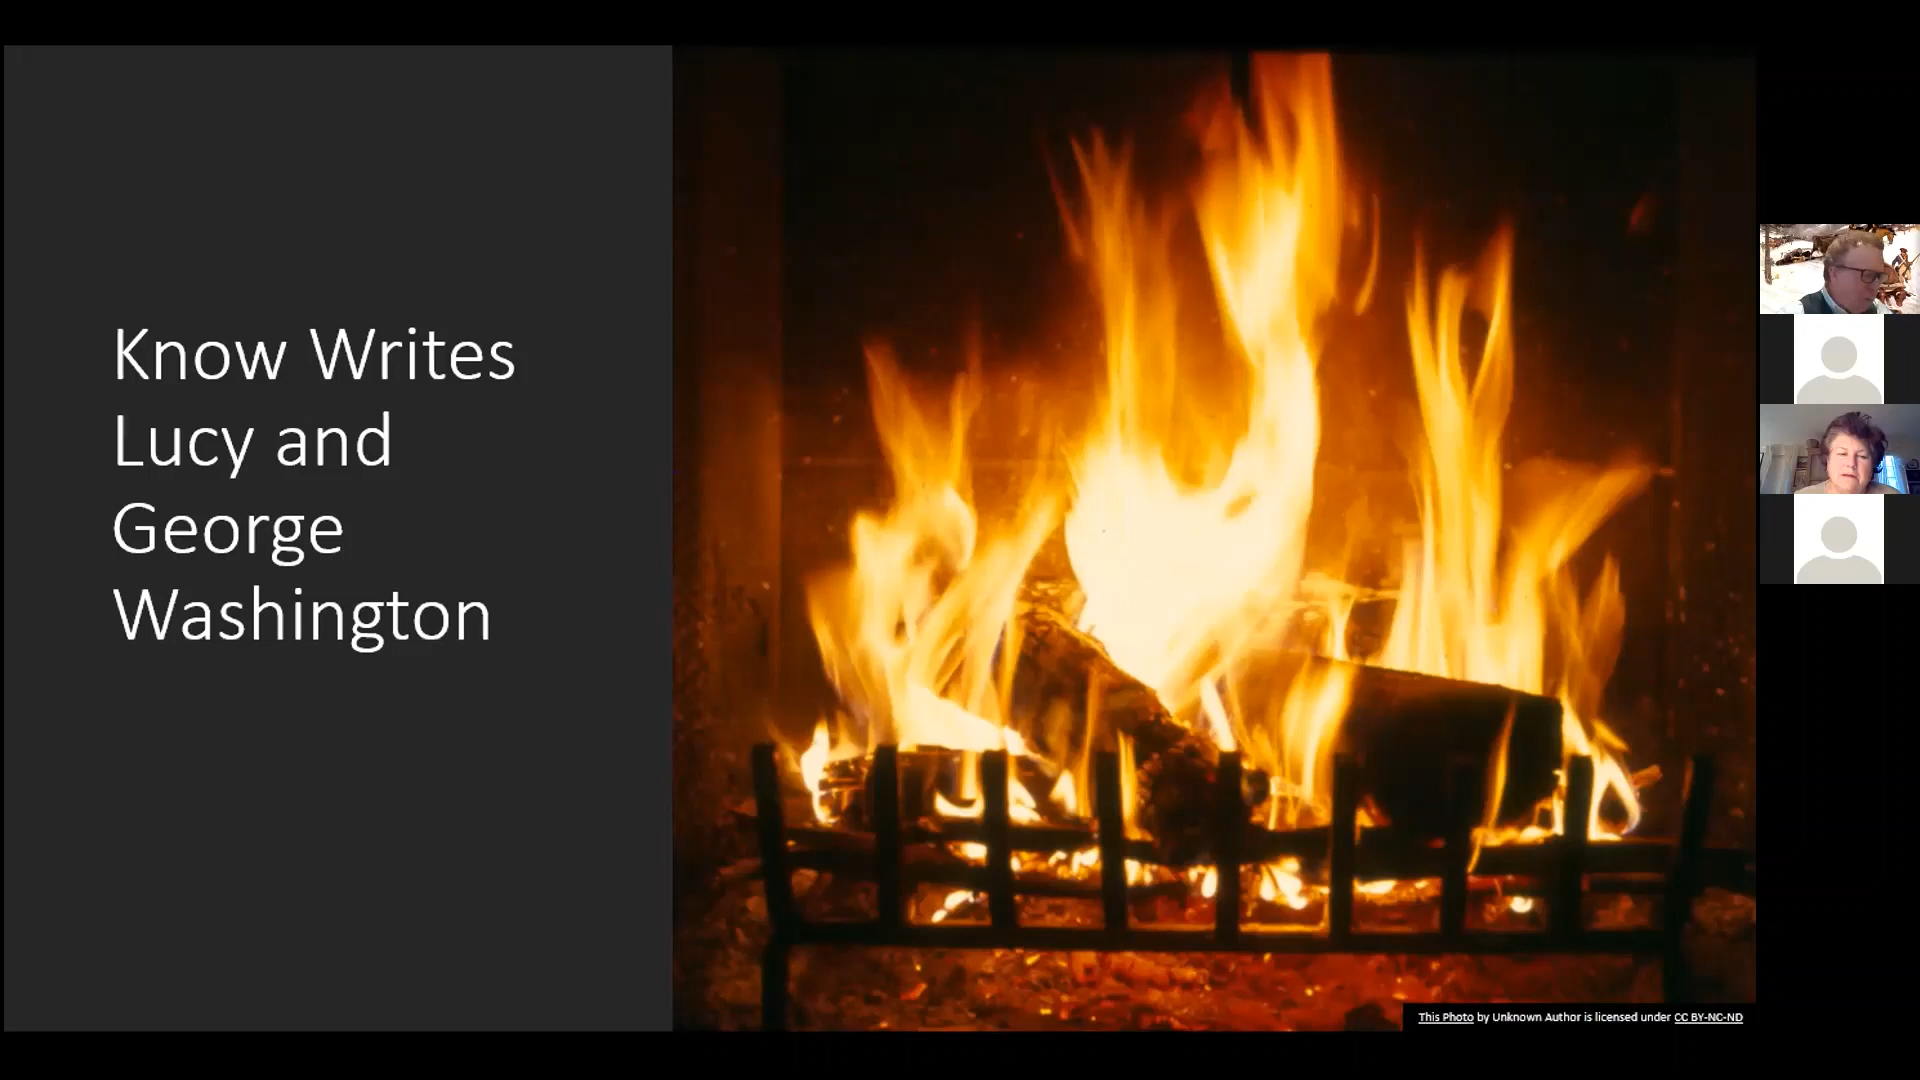 Know Writes
Lucy and
George
Washington
This Photo by Unknown Author is licensed under CC BY-NC-ND